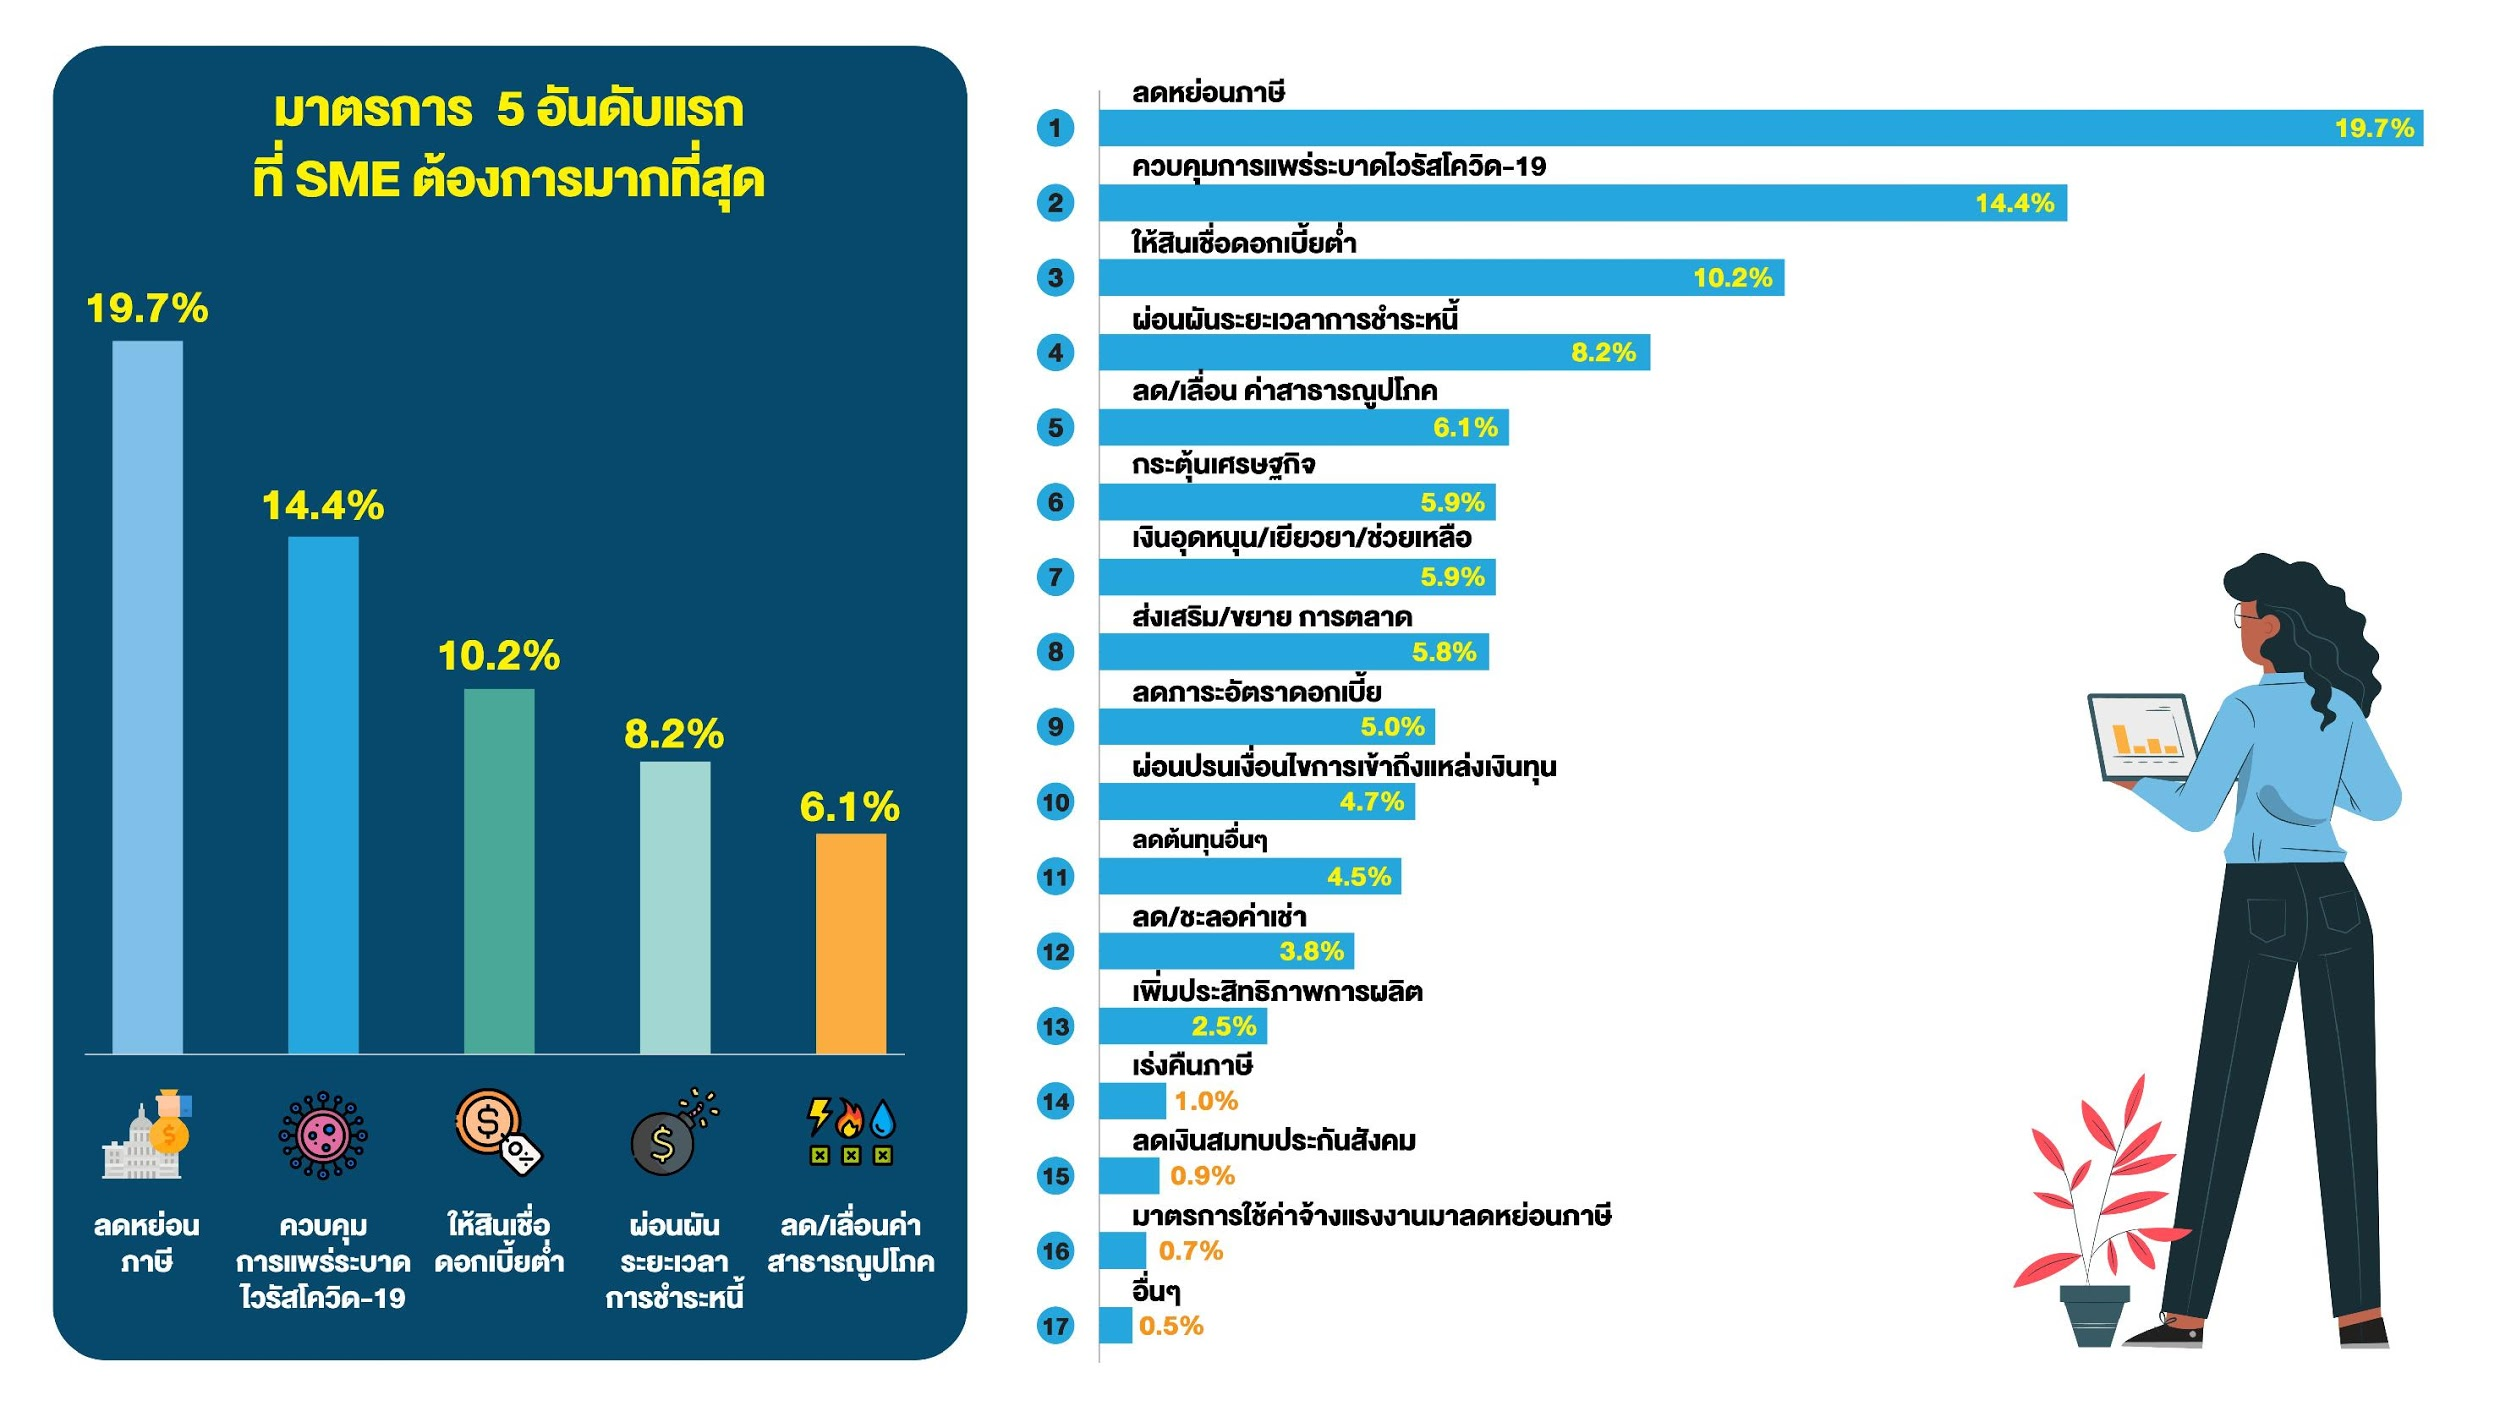 มาตรการ 5 อันดับแรก
ที่ SME ต้องการมากที่สุด
19.7%
14.4%
10.2%
8.2%
6.1%
ลดหย่อน
ภาษี
ควบคุม
การแพร่ระบาด
ไวรัสโควิด-19
ให้สินเชื่อ
ดอกเบี้ยต่ำ
ผ่อนผัน
ระยะเวลา
การชำระหนี้
ลด/เลื่อนค่า
สาธารณูปโภค
ลดหย่อนภาษี
1 19.7%
ควบคุมการแพร่ระบาดไวรัสโควิด-19
2 14.4%
ให้สินเชื่อดอกเบี้ยต่ำ
3 10.2%
ผ่อนผันระยะเวลาการชำระหนี้
4 8.2%
ลด/เลื่อน ค่าสาธารณูปโภค
5 6.1%
กระตุ้นเศรษฐกิจ
6 5.9%
เงินอุดหนุน/เยียวยา/ช่วยเหลือ
7 5.9%
ส่งเสริม/ขยาย การตลาด
8 5.8%
ลดภาระอัตราดอกเบี้ย
9 5.0%
ผ่อนปรนเงื่อนไขการเข้าถึงแหล่งเงินทุน
10 4.7%
ลดต้นทุนอื่นๆ
11 4.5%
ลด/ชะลอค่าเช่า
12 3.8%
เพิ่มประสิทธิภาพการผลิต
13 2.5%
เร่งคืนภาษี
14 1.0%
ลดเงินสมทบประกันสังคม
15 0.9%
มาตรการใช้ค่าจ้างแรงงานมาลดหย่อนภาษี
16 0.7%
อื่นๆ
17 0.5%